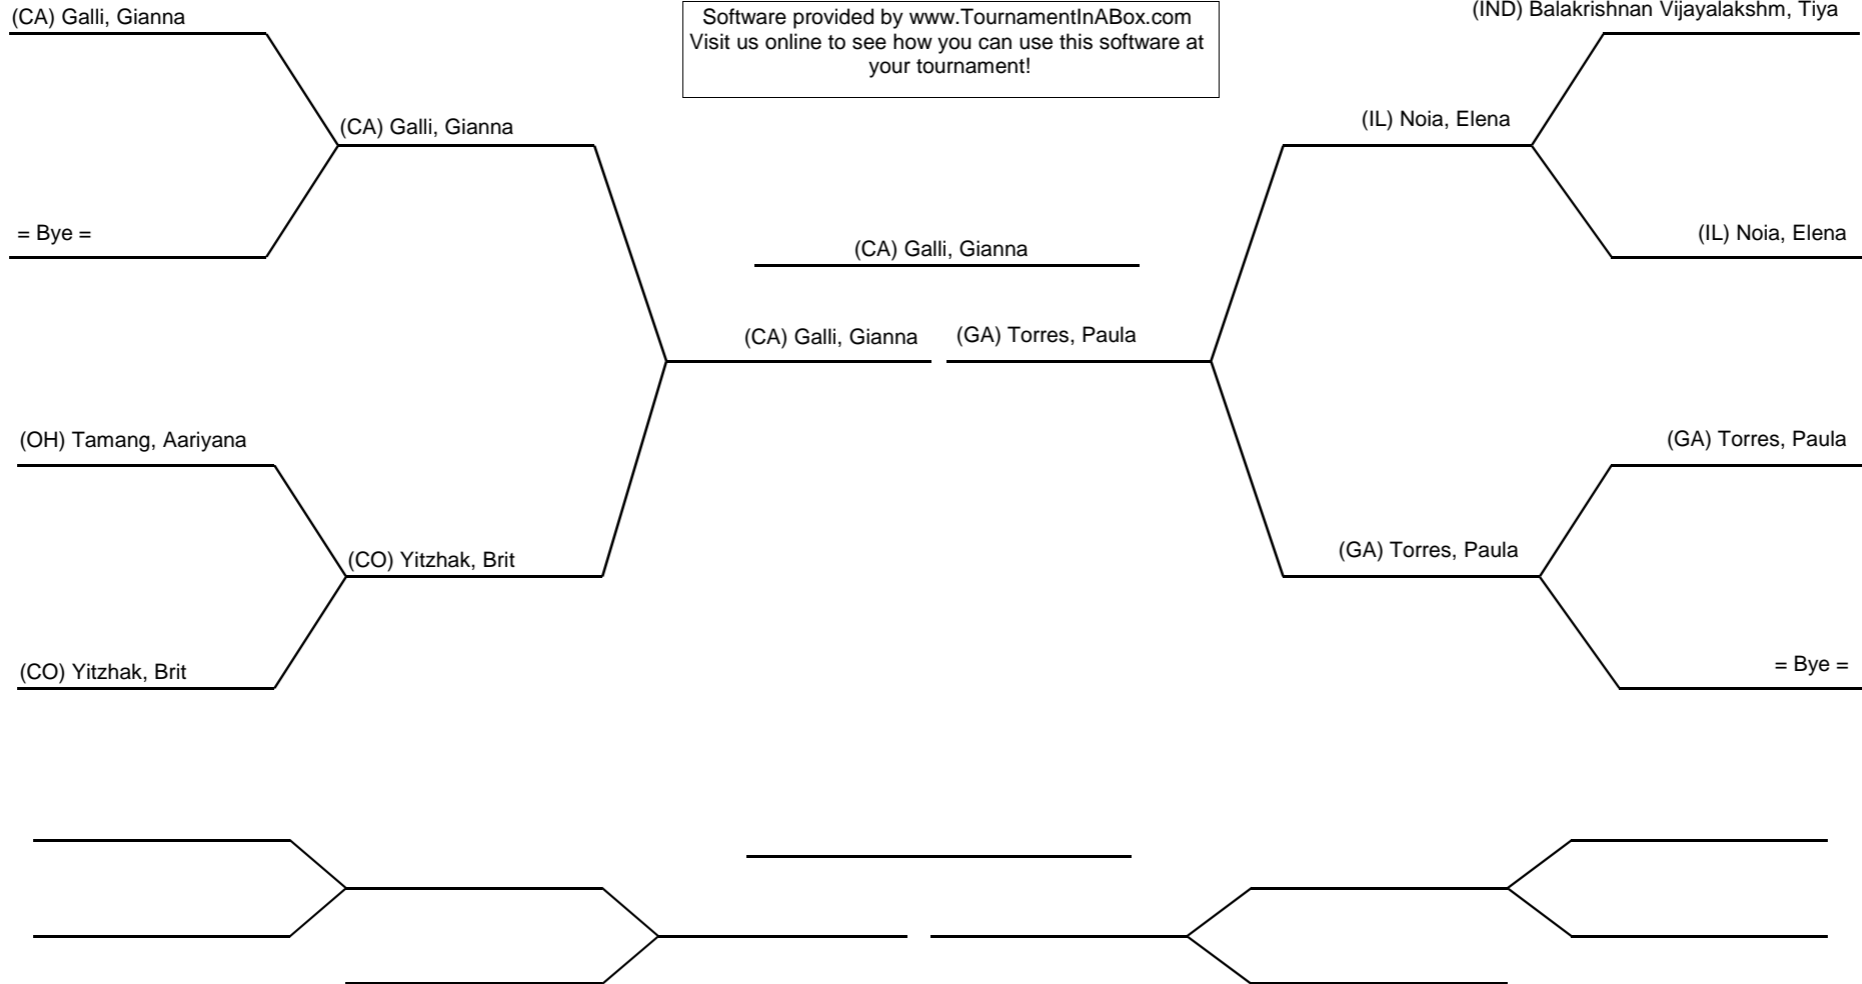 (CA) Galli, Gianna
Software provided by www.TournamentInABox.com
Visit us online to see how you can use this software at
your tournament!
(IND) Balakrishnan Vijayalakshm, Tiya
(CA) Galli, Gianna
(IL) Noia, Elena
= Bye =
(CA) Galli, Gianna
(IL) Noia, Elena
(CA) Galli, Gianna
(GA) Torres, Paula
(OH) Tamang, Aariyana
(GA) Torres, Paula
(CO) Yitzhak, Brit
(GA) Torres, Paula
(CO) Yitzhak, Brit
= Bye =